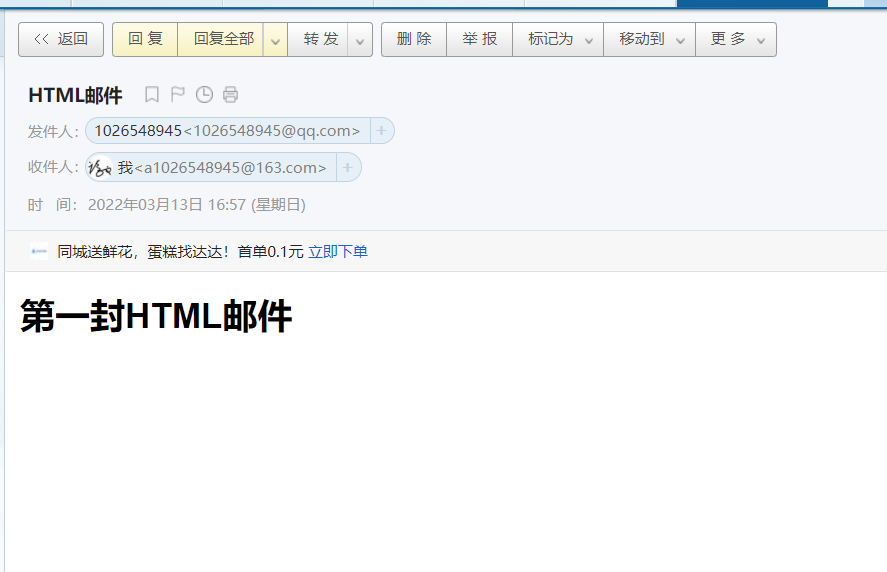 << 返回 回 复 回复全部 转 发 删 除 举 报 标记为 移动到 更 多
HTML邮件
发件人： 1026548945<1026548945@qq.com> +
收件人： 我<a1026548945@163.com> +
时 间： 2022年03月13日 16:57 (星期日)
同城送鲜花，蛋糕找达达！首单0.1元 立即下单
第一封HTML邮件